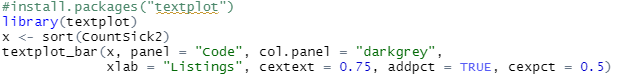 #install.packages("textplot")
library(textplot)
x <- sort(CountSick2)
textplot_bar(x, panel = "Code", col.panel = "darkgrey",
xlab = "Listings", cextext = 0.75, addpct = TRUE, cexpct = 0.5)